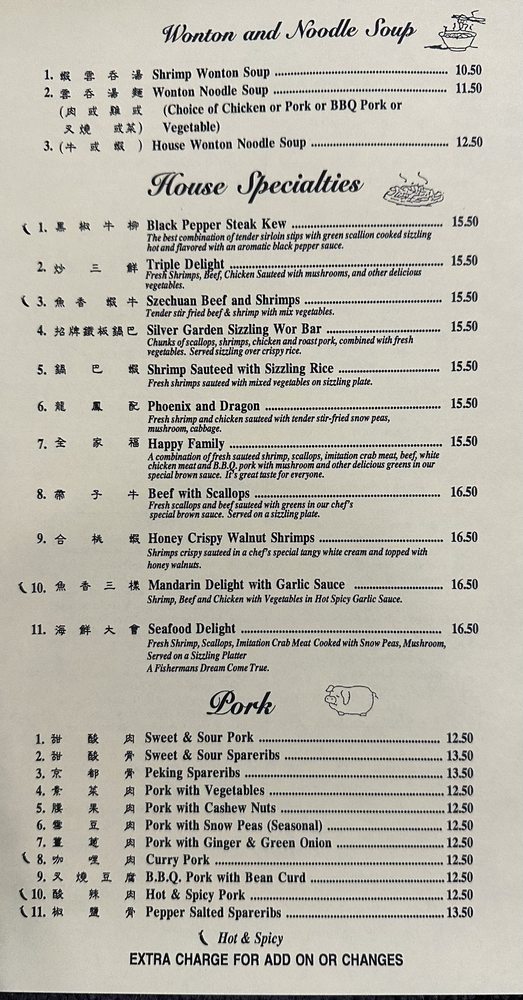 Wonton and Noodle Soup
1. 蝦雲吞湯 Shrimp Wonton Soup 10.50
2. 雲吞湯麵 Wonton Noodle Soup 11.50
(肉或雞或 (Choice of Chicken or Pork or BBQ Pork or
叉燒或菜) Vegetable)
3. (牛或蝦) House Wonton Noodle Soup 12.50
House Specialties
1. 黑椒牛柳 Black Pepper Steak Kew 15.50
The best combination of tender sirloin stips with green scallion cooked sizzling
hot and flavored with an aromatic black pepper sauce.
2. 炒三鮮 Triple Delight 15.50
Fresh Shrimps, Beef, Chicken Sauteed with mushrooms, and other delicious
vegetables.
3. 魚香蝦牛 Szechuan Beef and Shrimps 15.50
Tender stir fried beef & shrimp with mix vegetables.
4. 招牌鐵板鍋巴 Silver Garden Sizzling Wor Bar 15.50
Chunks of scallops, shrimps, chicken and roast pork, combined with fresh
vegetables. Served sizzling over crispy rice.
5. 鍋巴蝦 Shrimp Sauteed with Sizzling Rice 15.50
Fresh shrimps sauteed with mixed vegetables on sizzling plate.
6. 龍鳳配 Phoenix and Dragon 15.50
Fresh shrimp and chicken sauteed with tender stir-fried snow peas,
mushroom, cabbage.
7. 全家福 Happy Family 15.50
A combination of fresh sauteed shrimp, scallops, imitation crab meat, beef, white
chicken meat and B.B.Q. pork with mushroom and other delicious greens in our
special brown sauce. It's great taste for everyone.
8. 帶子牛 Beef with Scallops 16.50
Fresh scallops and beef sauteed with greens in our chef's
special brown sauce. Served on a sizzling plate.
9. 合桃蝦 Honey Crispy Walnut Shrimps 16.50
Shrimps crispy sauteed in a chef's special tangy white cream and topped with
honey walnuts.
10. 魚香三樣 Mandarin Delight with Garlic Sauce 16.50
Shrimp, Beef and Chicken with Vegetables in Hot Spicy Garlic Sauce.
11. 海鮮大會 Seafood Delight 16.50
Fresh Shrimp, Scallops, Imitation Crab Meat Cooked with Snow Peas, Mushroom,
Served on a Sizzling Platter
A Fishermans Dream Come True.
Pork
1. 甜酸肉 Sweet & Sour Pork 12.50
2. 甜酸骨 Sweet & Sour Spareribs 13.50
3. 京都骨 Peking Spareribs 13.50
4. 素菜肉 Pork with Vegetables 12.50
5. 腰果肉 Pork with Cashew Nuts 12.50
6. 雪豆肉 Pork with Snow Peas (Seasonal) 12.50
7. 薑蔥肉 Pork with Ginger & Green Onion 12.50
8. 咖喱肉 Curry Pork 12.50
9. 叉燒豆腐 B.B.Q. Pork with Bean Curd 12.50
10. 酸辣肉 Hot & Spicy Pork 12.50
11. 椒鹽骨 Pepper Salted Spareribs 13.50
Hot & Spicy
EXTRA CHARGE FOR ADD ON OR CHANGES